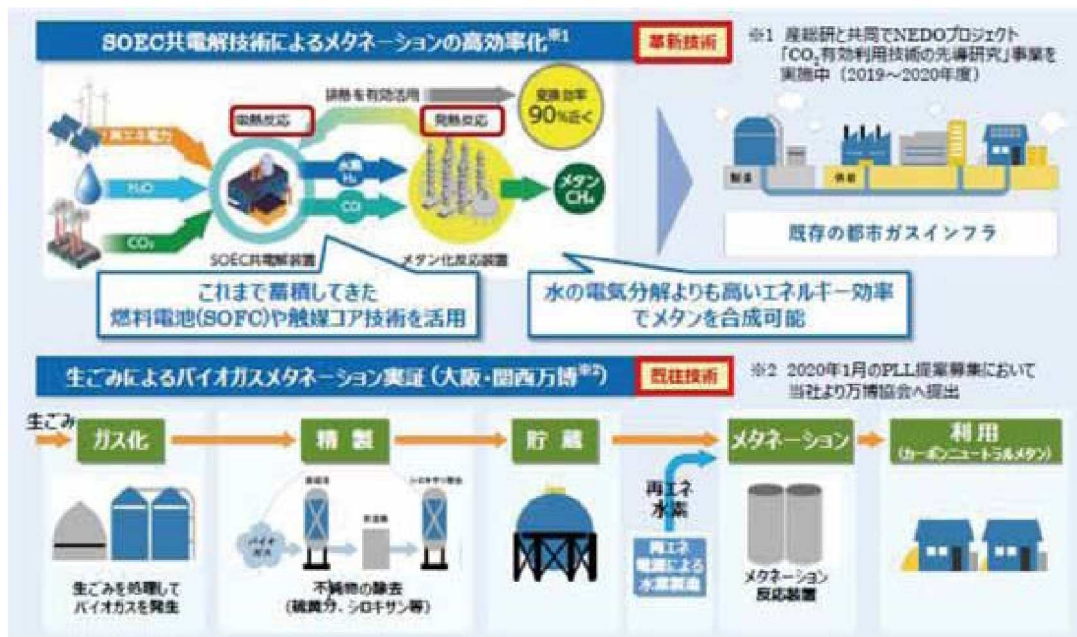 SOEC共電解技術によるメタネーションの高効率化※1
革新技術
※1 産総研と共同でNEDOプロジェクト
「CO2有効利用技術の先導研究」事業を
実施中(2019~2020年度)
排熱を有効活用
変換効率
90%近く
吸熱反応
発熱反応
再エネ電力
水素
H2
H2O
CO
メタン
CH4
CO2
SOEC共電解装置
メタン化反応装置
製造
供給
既存の都市ガスインフラ
これまで蓄積してきた
燃料電池(SOFC)や触媒コア技術を活用
水の電気分解よりも高いエネルギー効率
でメタンを合成可能
生ごみによるバイオガスメタネーション実証(大阪・関西万博※2)
既往技術
※2 2020年1月のPLL提案募集において
当社より万博協会へ提出
生ごみ
ガス化
精製
貯蔵
メタネーション
利用
(カーボンニュートラルメタン)
シロキサン除去
バイオ
ガス
再エネ
水素
再エネ
電源による
水素製造
生ごみを処理して
バイオガスを発生
不純物の除去
(硫黄分、シロキサン等)
メタネーション
反応装置